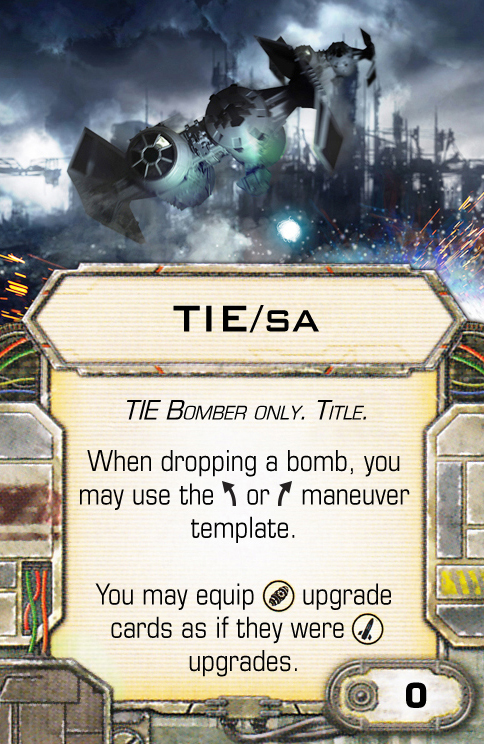 TIE/SA
TIE BOMBER ONLY. TITLE.
When dropping a bomb, you
may use the ↰ or ↱ maneuver
template.
You may equip upgrade
cards as if they were
upgrades.
0